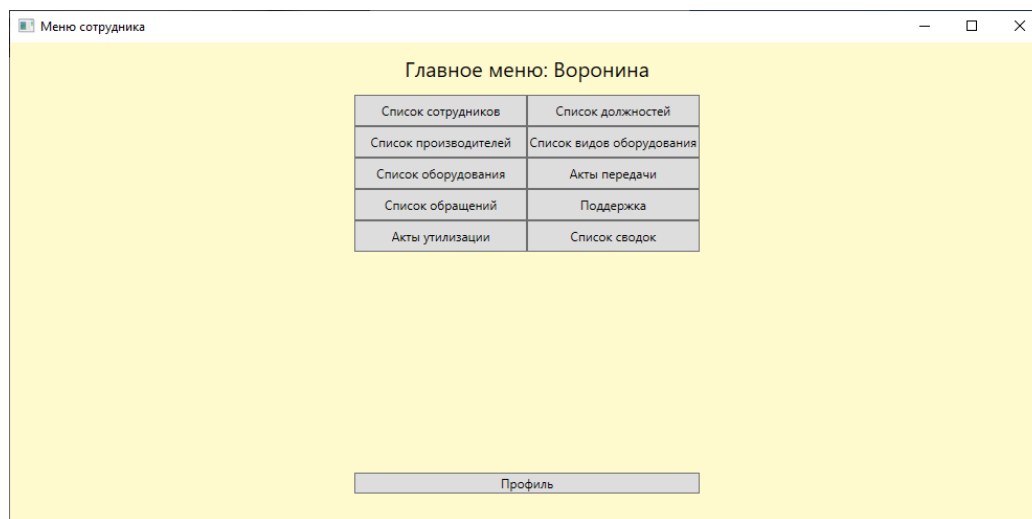 Меню сотрудника
Главное меню: Воронина
Список сотрудников Список должностей
Список производителей Список видов оборудования
Список оборудования Акты передачи
Список обращений Поддержка
Акты утилизации Список сводок
Профиль